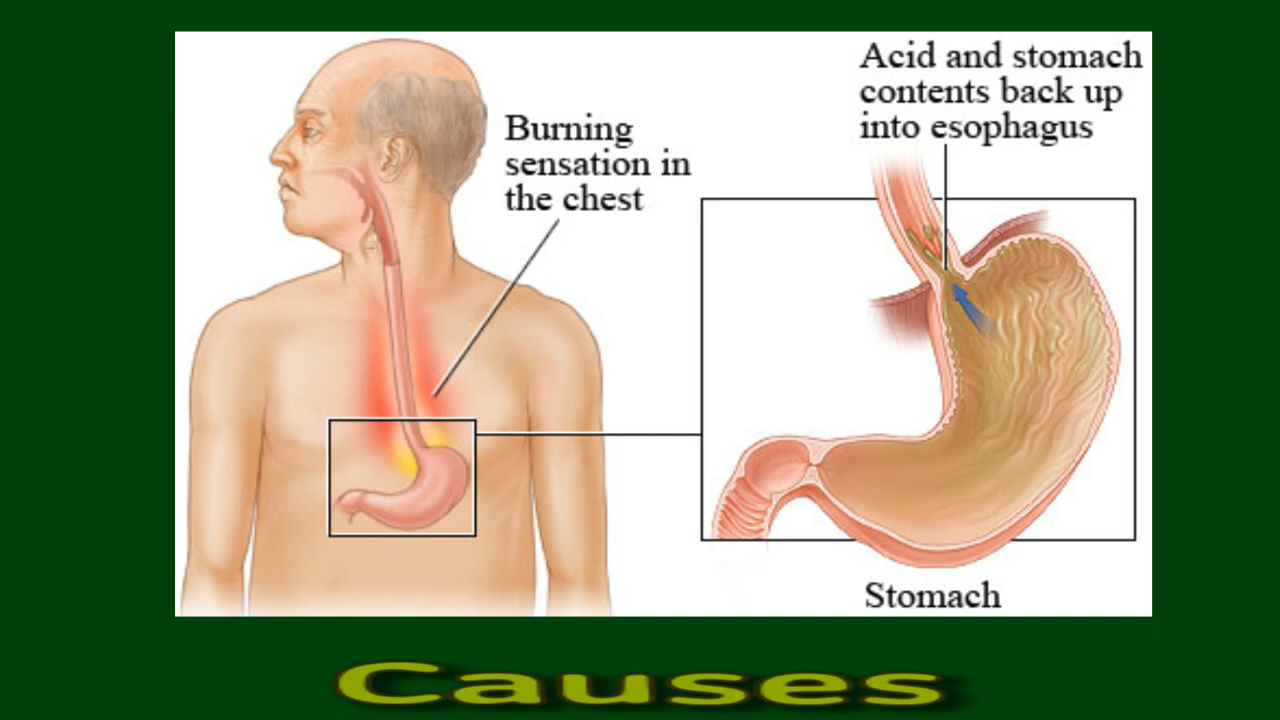 Burning
sensation in
the chest
Acid and stomach
contents back up
into esophagus
Stomach
Causes